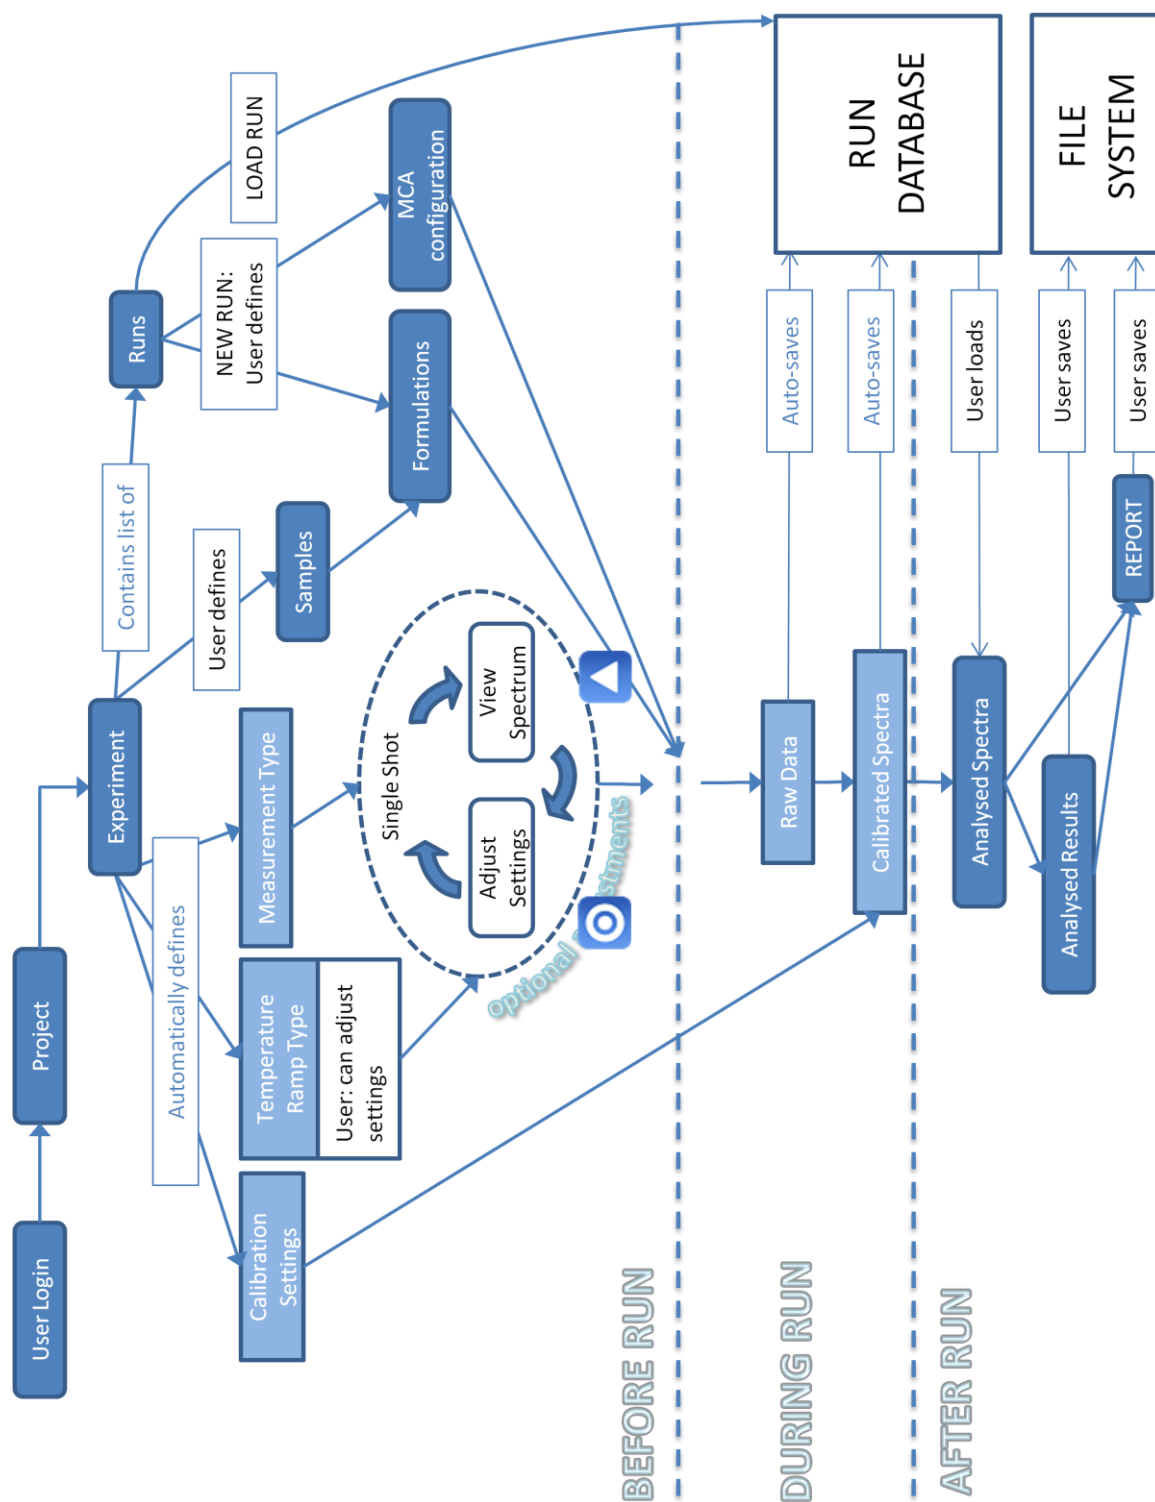 User Login
Project
Experiment
Automatically defines
User defines
Contains list of
Runs
NEW RUN:
User defines
LOAD RUN
Calibration
Settings
Temperature
Ramp Type
User: can adjust
settings
Measurement Type
Samples
Formulations
MCA
configuration
Single Shot
Adjust
Settings
View
Spectrum
optional
BEFORE RUN
DURING RUN
Raw Data
Auto-saves
Calibrated Spectra
Auto-saves
RUN
DATABASE
AFTER RUN
Analysed Spectra
User loads
Analysed Results
User saves
REPORT
User saves
FILE
SYSTEM